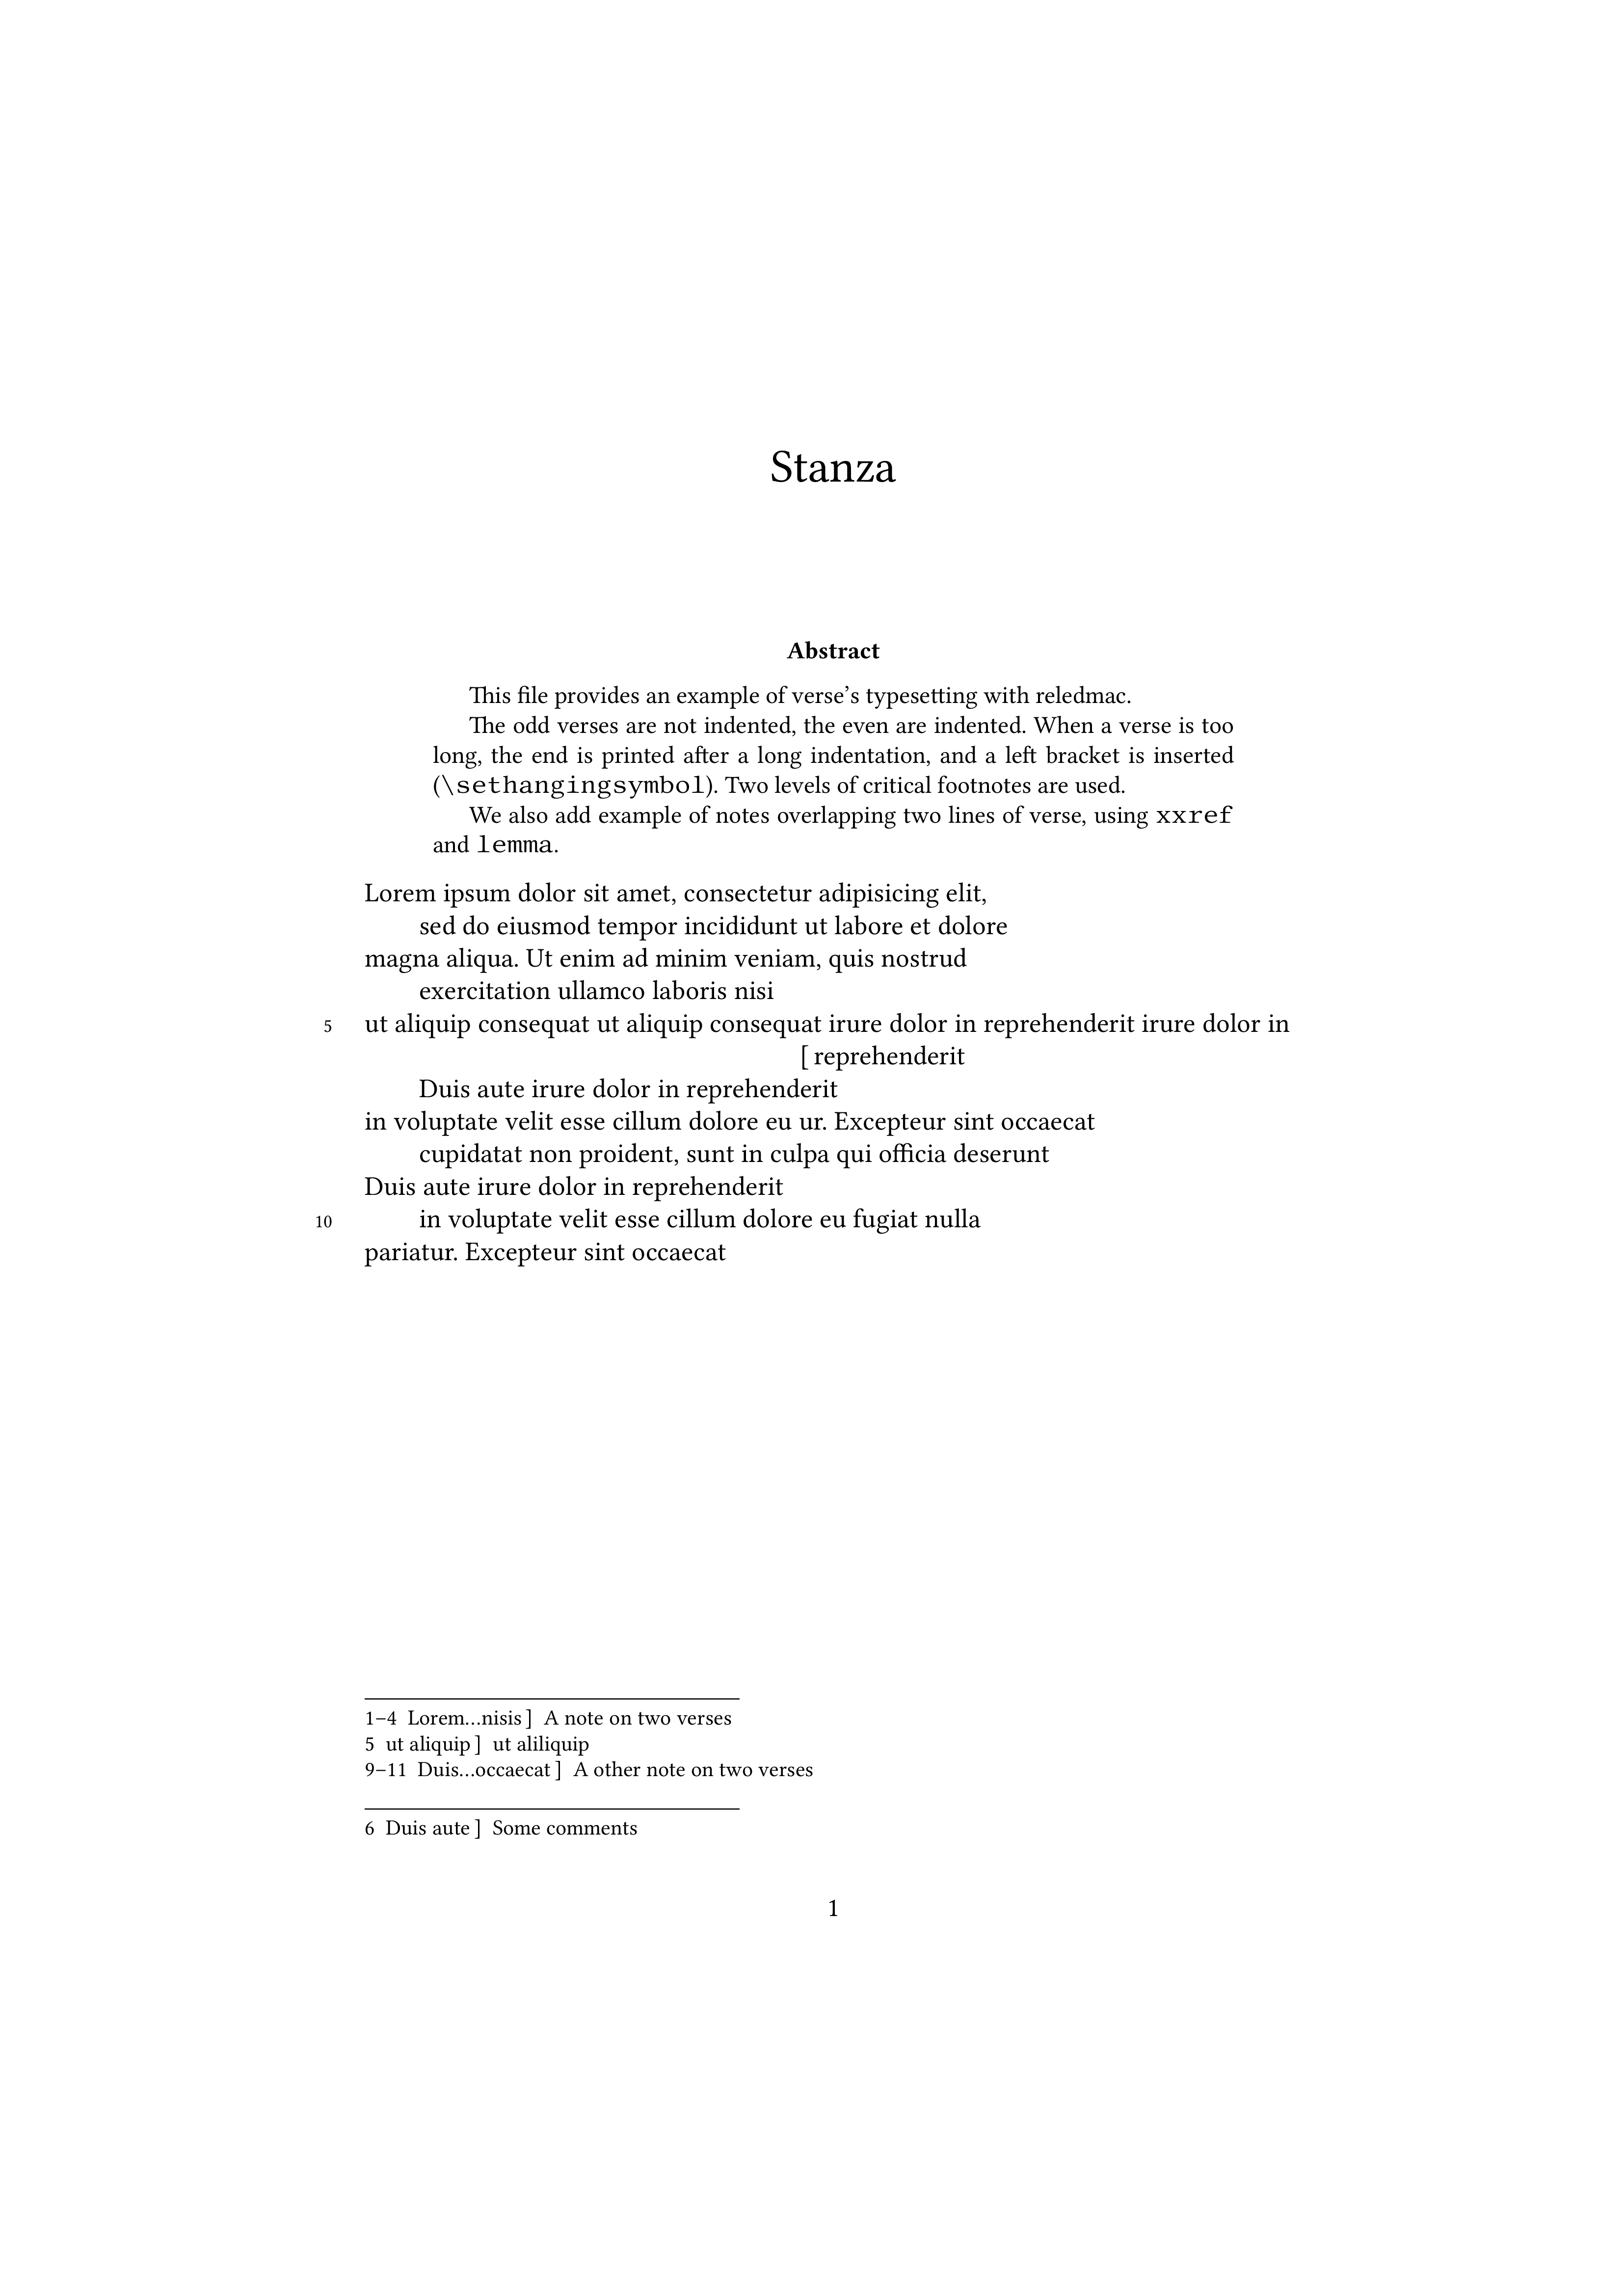 Stanza
Abstract
This file provides an example of verse’s typesetting with reledmac.
The odd verses are not indented, the even are indented. When a verse is too
long, the end is printed after a long indentation, and a left bracket is inserted
(\sethangingsymbol). Two levels of critical footnotes are used.
We also add example of notes overlapping two lines of verse, using xxref
and lemma.
Lorem ipsum dolor sit amet, consectetur adipisicing elit,
sed do eiusmod tempor incididunt ut labore et dolore
magna aliqua. Ut enim ad minim veniam, quis nostrud
exercitation ullamco laboris nisi
5 ut aliquip consequat ut aliquip consequat irure dolor in reprehenderit irure dolor in
[ reprehenderit
Duis aute irure dolor in reprehenderit
in voluptate velit esse cillum dolore eu ur. Excepteur sint occaecat
cupidatat non proident, sunt in culpa qui officia deserunt
Duis aute irure dolor in reprehenderit
10 in voluptate velit esse cillum dolore eu fugiat nulla
pariatur. Excepteur sint occaecat
1–4 Lorem…nisis ] A note on two verses
5 ut aliquip ] ut aliliquip
9–11 Duis…occaecat ] A other note on two verses
6 Duis aute ] Some comments
1